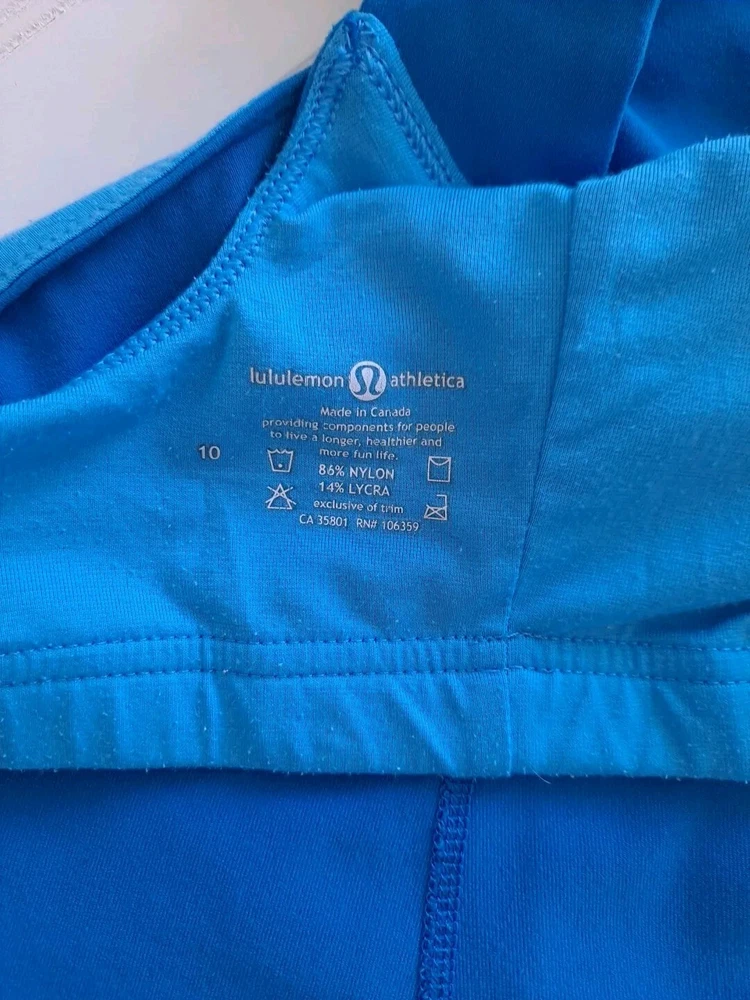 lululemon athletica
Made in Canada
providing components for people
to live a longer, healthier and
more fun life.
10
86% NYLON
14% LYCRA
exclusive of trim
CA 35801 RN# 106359